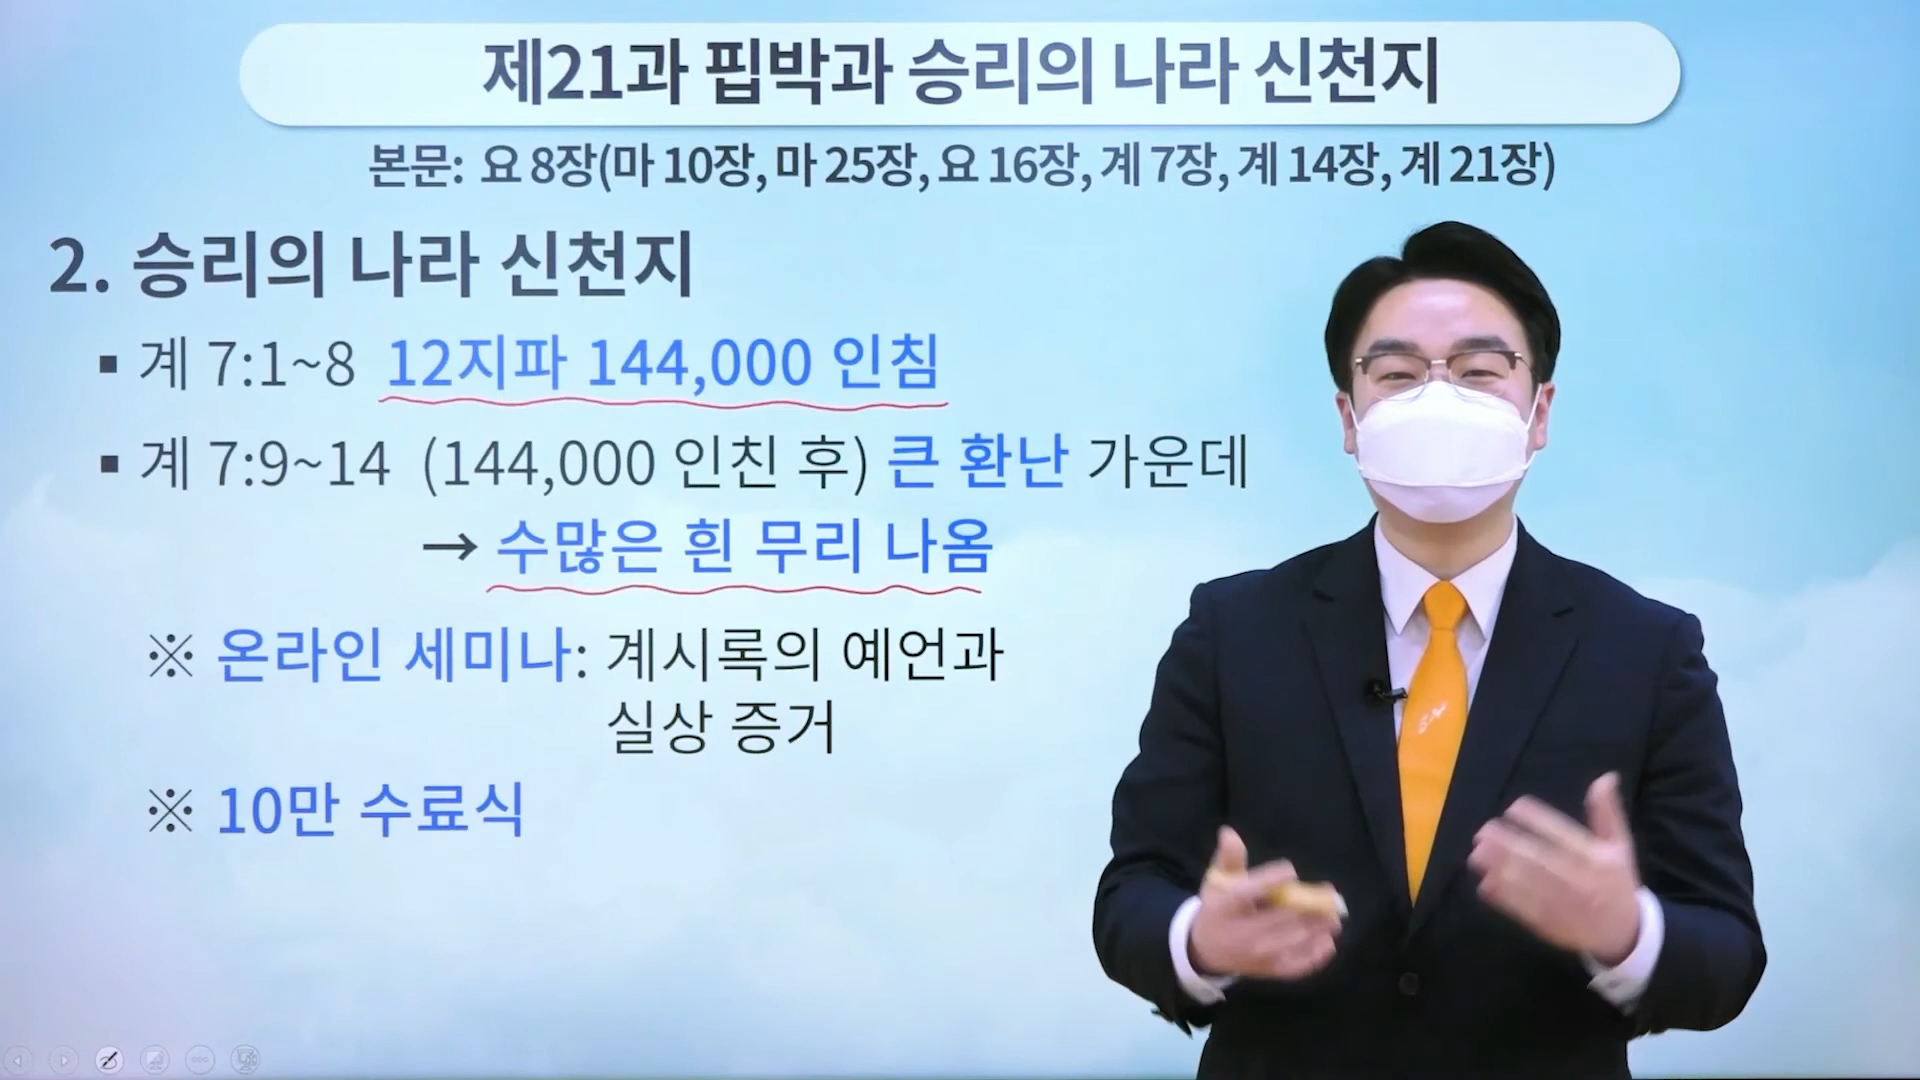 제21과 핍박과 승리의 나라 신천지
본문: 요 8장(마 10장, 마 25장, 요 16장, 계 7장, 계 14장, 계 21장)
2. 승리의 나라 신천지
▪ 계 7:1~8 12지파 144,000 인침
▪ 계 7:9~14 (144,000 인친 후) 큰 환난 가운데
→ 수많은 흰 무리 나옴
※ 온라인 세미나: 계시록의 예언과
실상 증거
※ 10만 수료식